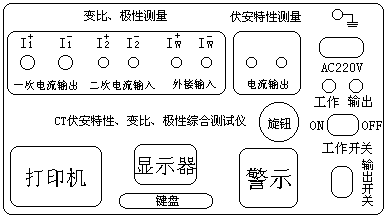 变比、极性测量
伏安特性测量
I₁⁺ I₁⁻ I₂⁺ I₂⁻ Iw⁺ Iw⁻
一次电流输出 二次电流输入 外接输入
电流输出
AC220V
工作 输出
CT伏安特性、变比、极性综合测试仪
旋钮
ON OFF
工作开关
打印机
显示器
键盘
警示
输出开关